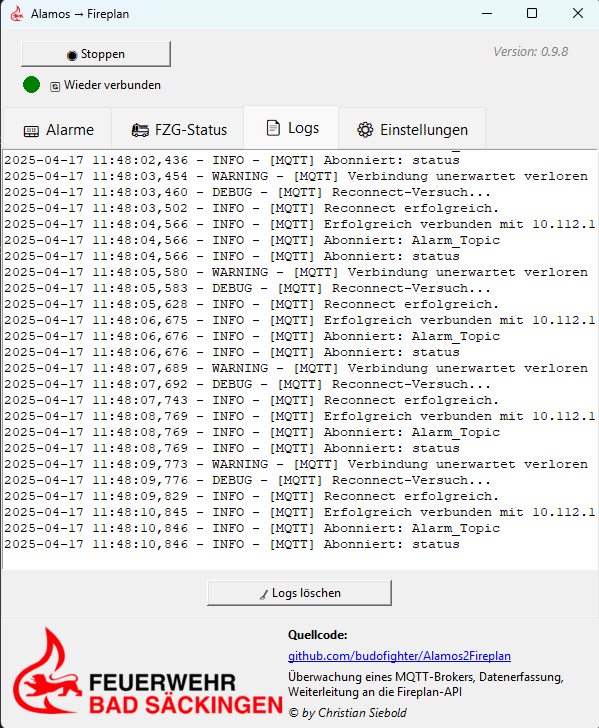 Alamos → Fireplan
Stoppen
Version: 0.9.8
Wieder verbunden
Alarme
FZG-Status
Logs
Einstellungen
2025-04-17 11:48:02,436 - INFO - [MQTT] Abonniert: status
2025-04-17 11:48:03,454 - WARNING - [MQTT] Verbindung unerwartet verloren
2025-04-17 11:48:03,460 - DEBUG - [MQTT] Reconnect-Versuch...
2025-04-17 11:48:03,502 - INFO - [MQTT] Reconnect erfolgreich.
2025-04-17 11:48:04,566 - INFO - [MQTT] Erfolgreich verbunden mit 10.112.1
2025-04-17 11:48:04,566 - INFO - [MQTT] Abonniert: Alarm_Topic
2025-04-17 11:48:04,566 - INFO - [MQTT] Abonniert: status
2025-04-17 11:48:05,580 - WARNING - [MQTT] Verbindung unerwartet verloren
2025-04-17 11:48:05,583 - DEBUG - [MQTT] Reconnect-Versuch...
2025-04-17 11:48:05,628 - INFO - [MQTT] Reconnect erfolgreich.
2025-04-17 11:48:06,675 - INFO - [MQTT] Erfolgreich verbunden mit 10.112.1
2025-04-17 11:48:06,676 - INFO - [MQTT] Abonniert: Alarm_Topic
2025-04-17 11:48:06,676 - INFO - [MQTT] Abonniert: status
2025-04-17 11:48:07,689 - WARNING - [MQTT] Verbindung unerwartet verloren
2025-04-17 11:48:07,692 - DEBUG - [MQTT] Reconnect-Versuch...
2025-04-17 11:48:07,743 - INFO - [MQTT] Reconnect erfolgreich.
2025-04-17 11:48:08,769 - INFO - [MQTT] Erfolgreich verbunden mit 10.112.1
2025-04-17 11:48:08,769 - INFO - [MQTT] Abonniert: Alarm_Topic
2025-04-17 11:48:08,769 - INFO - [MQTT] Abonniert: status
2025-04-17 11:48:09,773 - WARNING - [MQTT] Verbindung unerwartet verloren
2025-04-17 11:48:09,776 - DEBUG - [MQTT] Reconnect-Versuch...
2025-04-17 11:48:09,829 - INFO - [MQTT] Reconnect erfolgreich.
2025-04-17 11:48:10,845 - INFO - [MQTT] Erfolgreich verbunden mit 10.112.1
2025-04-17 11:48:10,846 - INFO - [MQTT] Abonniert: Alarm_Topic
2025-04-17 11:48:10,846 - INFO - [MQTT] Abonniert: status
Logs löschen
FEUERWEHR
BAD SÄCKINGEN
Quellcode:
github.com/budofighter/Alamos2Fireplan
Überwachung eines MQTT-Brokers, Datenerfassung,
Weiterleitung an die Fireplan-API
© by Christian Siebold